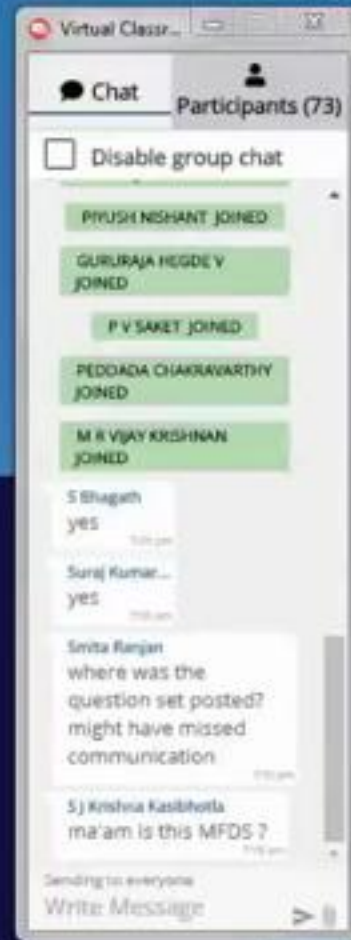 Virtual Classr...
Chat
Participants (73)
Disable group chat
PIYUSH NISHANT JOINED
GURURAJA HEGDE V
JOINED
P V SAKET JOINED
PEDDADA CHAKRAVARTHY
JOINED
M R VIJAY KRISHNAN
JOINED
S Bhagath
yes
Suraj Kumar...
yes
Smita Ranjan
where was the
question set posted?
might have missed
communication
S J Krishna Kasibhotla
ma'am is this MFDS ?
Sending to everyone
Write Message